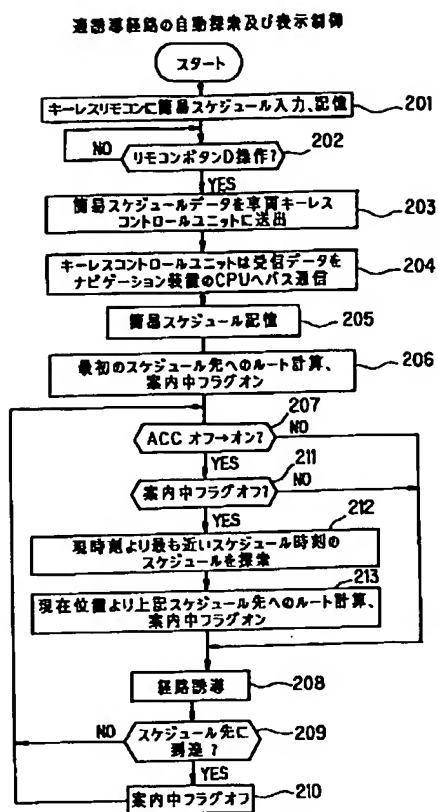 適誘導経路の自動探索及び表示制御
スタート
キーレスリモコンに簡易スケジュール入力、記憶
201
NO
リモコンボタンD操作?
202
YES
簡易スケジュールデータを車両キーレス
コントロールユニットに送出
203
キーレスコントロールユニットは受信データを
ナビゲーション装置のCPUへバス通信
204
簡易スケジュール記憶
205
最初のスケジュール先へのルート計算、
案内中フラグオン
206
ACC オフ→オン?
207
NO
YES
案内中フラグオフ?
211
NO
YES
212
現時刻より最も近いスケジュール時刻の
スケジュールを探索
213
現在位置より上記スケジュール先へのルート計算、
案内中フラグオン
経路誘導
208
NO
スケジュール先に
到達?
209
YES
案内中フラグオフ
210